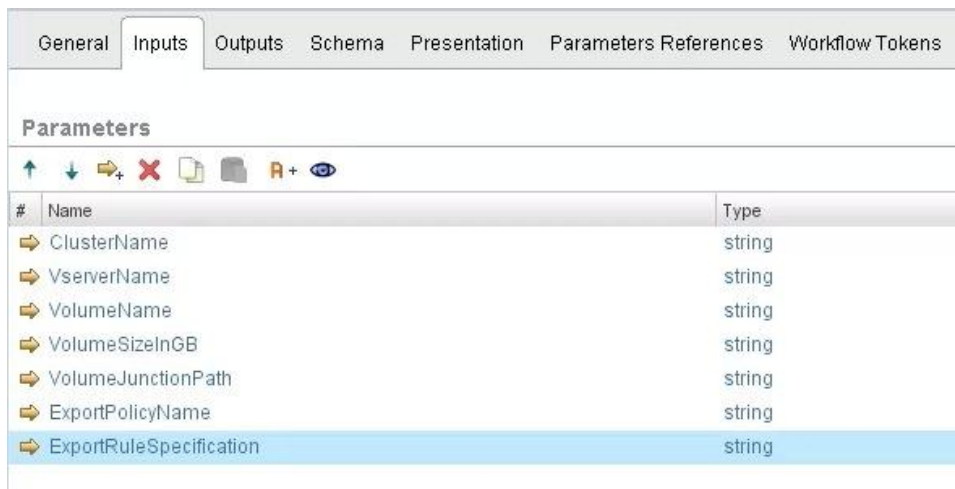 General Inputs Outputs Schema Presentation Parameters References Workflow Tokens
Parameters
# Name Type
ClusterName string
VserverName string
VolumeName string
VolumeSizeInGB string
VolumeJunctionPath string
ExportPolicyName string
ExportRuleSpecification string